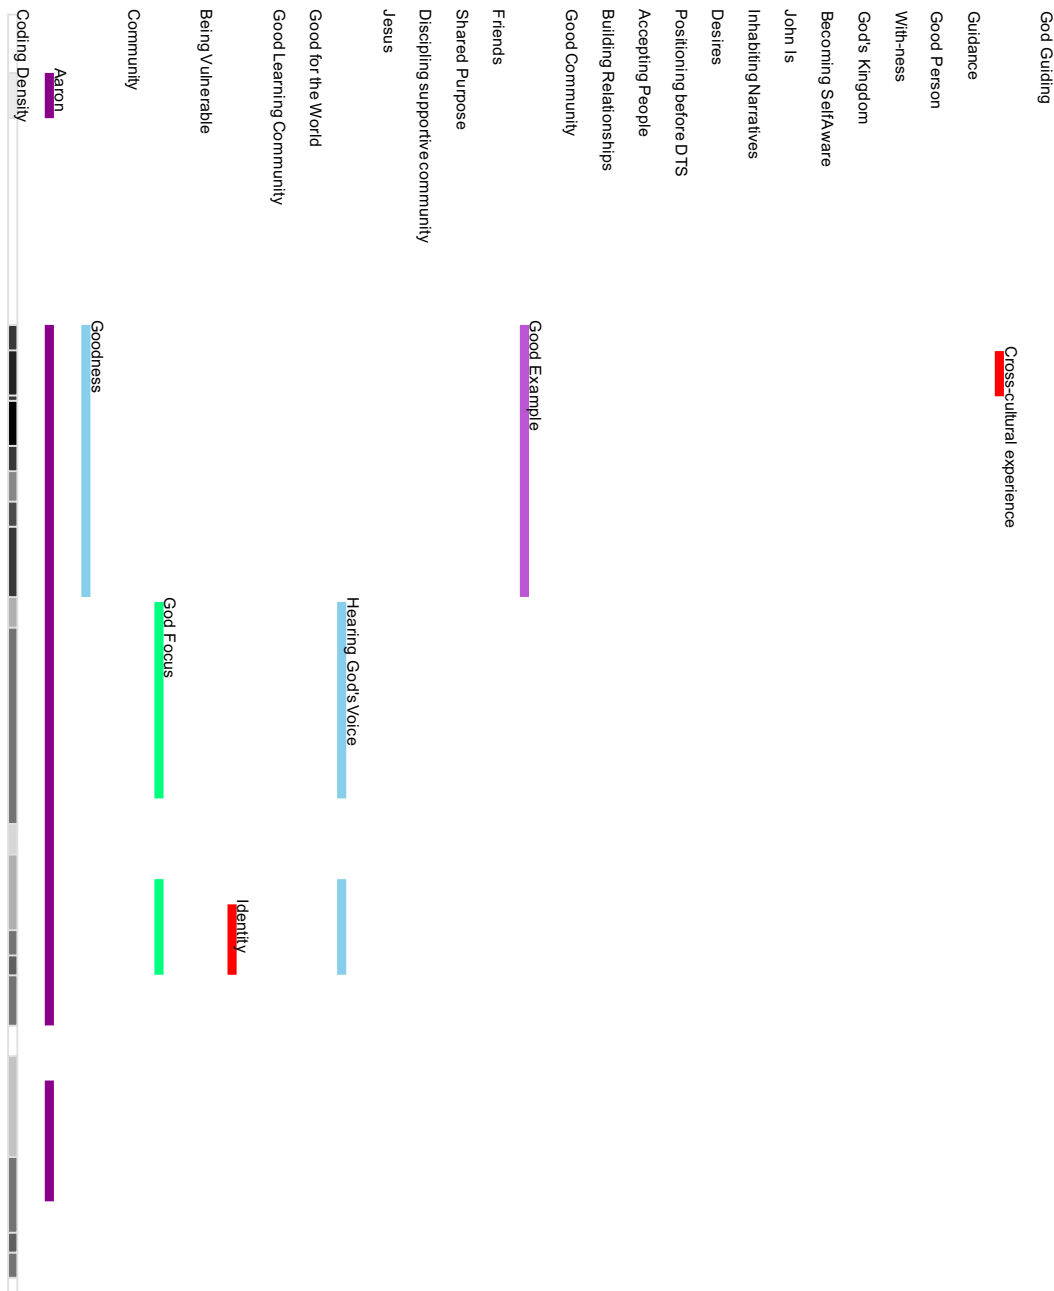 Coding Density
Aaron
Goodness
Community
God Focus
Being Vulnerable
Identity
Good Learning Community
Good for the World
Hearing God's Voice
Jesus
Discipling supportive community
Shared Purpose
Friends
Good Example
Good Community
Building Relationships
Accepting People
Positioning before DTS
Desires
Inhabiting Narratives
John Is
Becoming Self Aware
God's Kingdom
With-ness
Good Person
Guidance
Cross-cultural experience
God Guiding